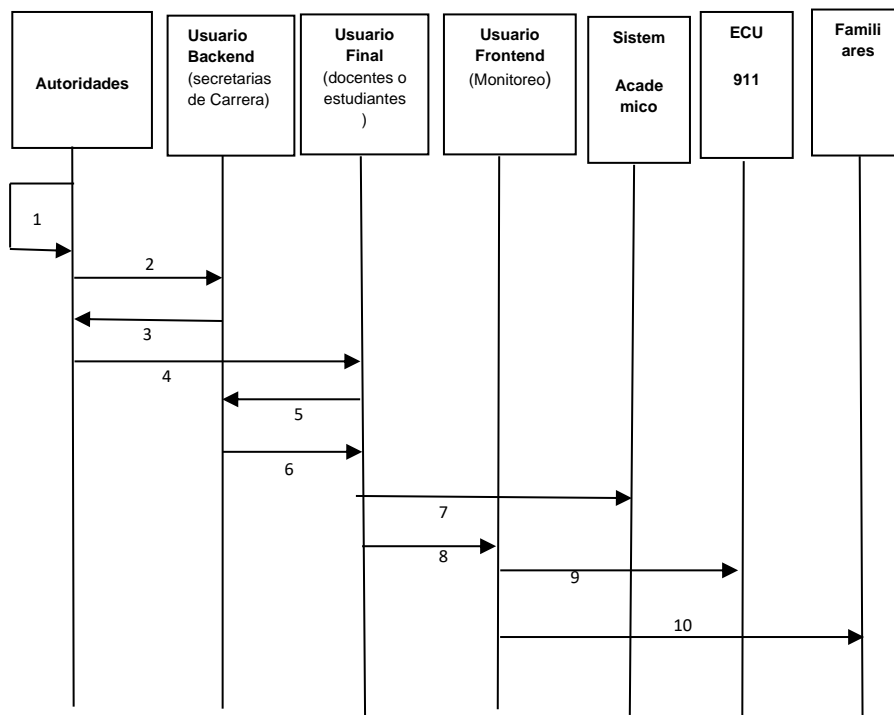 Autoridades
Usuario
Backend
(secretarias
de Carrera)
Usuario
Final
(docentes o
estudiantes
)
Usuario
Frontend
(Monitoreo)
Sistem
Acade
mico
ECU
911
Famili
ares
1
2
3
4
5
6
7
8
9
10